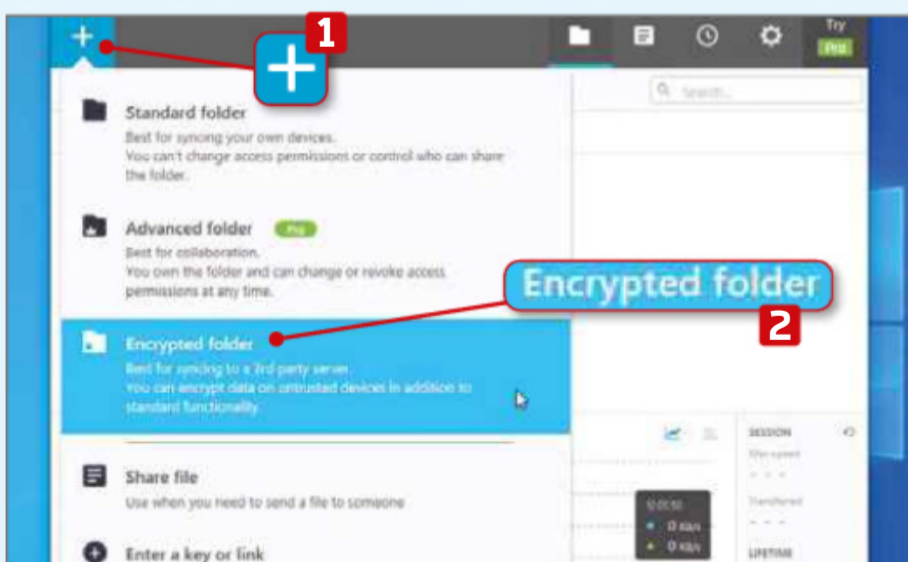 1
Try
Pro
Search...
Standard folder
Best for syncing your own devices.
You can't change access permissions or control who can share
the folder.
Advanced folder Pro
Best for collaboration.
You own the folder and can change or revoke access
permissions at any time.
Encrypted folder
2
Encrypted folder
Best for syncing to a 3rd party server.
You can encrypt data on untrusted devices in addition to
standard functionality.
SESSION
Transferred
Share file
Use when you need to send a file to someone
0 KB/s
0 KB/s
LIFETIME
Enter a key or link